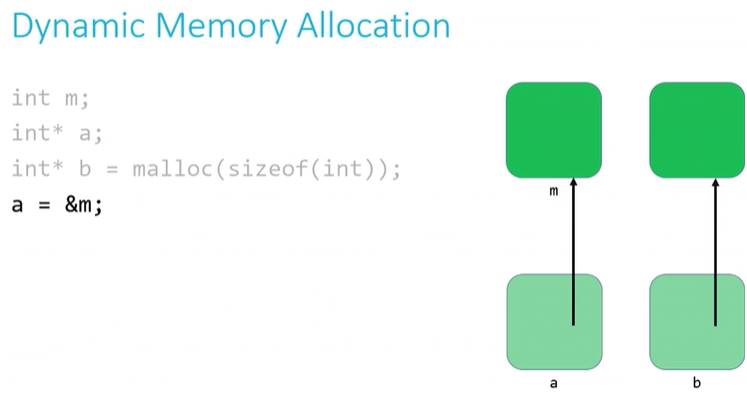 Dynamic Memory Allocation
int m;
int* a;
int* b = malloc(sizeof(int));
a = &m;
m
a
b